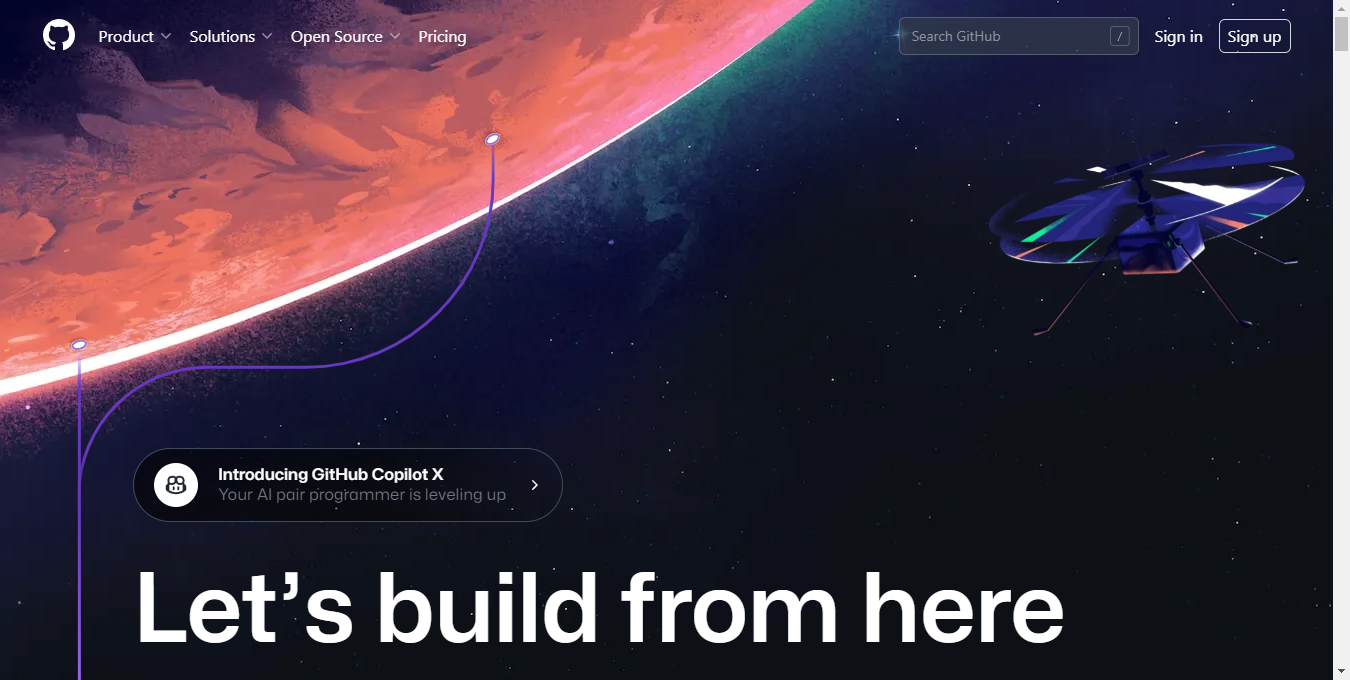 Product
Solutions
Open Source
Pricing
Search GitHub
/
Sign in
Sign up
Introducing GitHub Copilot X
Your AI pair programmer is leveling up
Let’s build from here